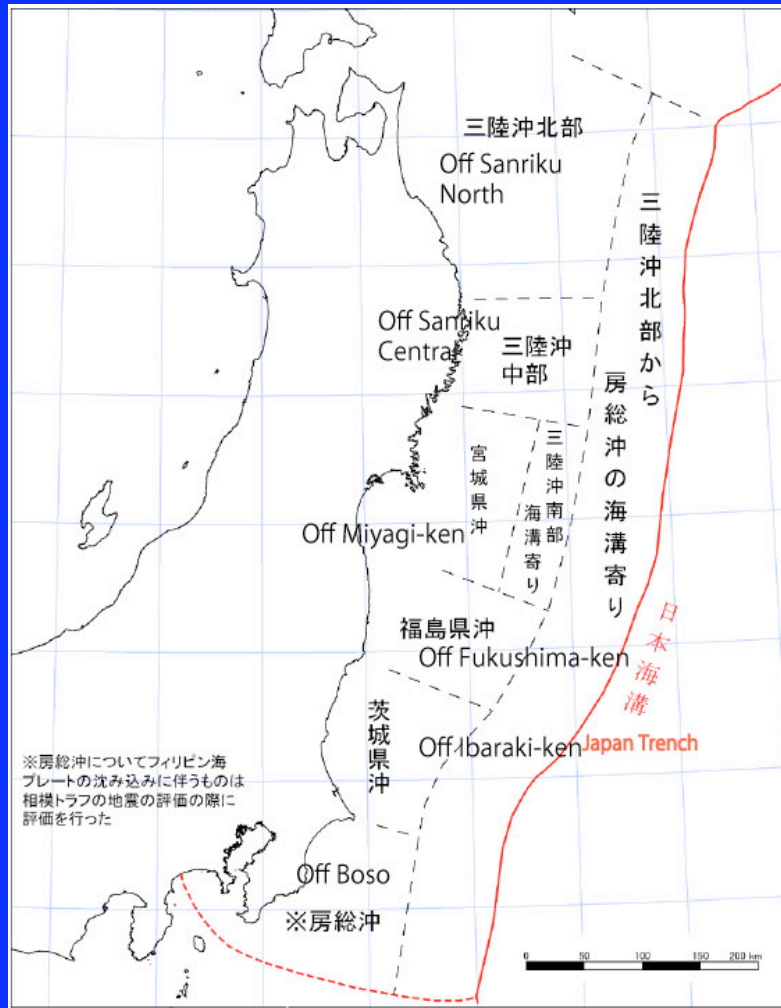 三陸沖北部
Off Sanriku
North
三陸沖北部から
房総沖の海溝寄り
Off Sanriku
Central
三陸沖
中部
宮城県沖
三陸沖南部
海溝寄り
Off Miyagi-ken
福島県沖
Off Fukushima-ken
日本海溝
Japan Trench
茨城県沖
Off Ibaraki-ken
※房総沖についてフィリピン海
プレートの沈み込みに伴うものは
相模トラフの地震の評価の際に
評価を行った
Off Boso
※房総沖
0 50 100 150 200 km